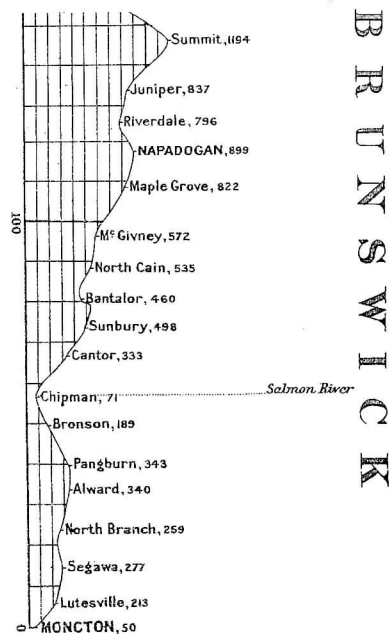 Summit, 1194
Juniper, 837
Riverdale, 796
NAPADOGAN, 899
Maple Grove, 822
100
Mc Givney, 572
North Cain, 535
Bantalor, 460
Sunbury, 498
Cantor, 333
Chipman, 71
Salmon River
Bronson, 189
Pangburn, 343
Alward, 340
North Branch, 259
Segawa, 277
Lutesville, 213
0
MONCTON, 50
BRUNSWICK